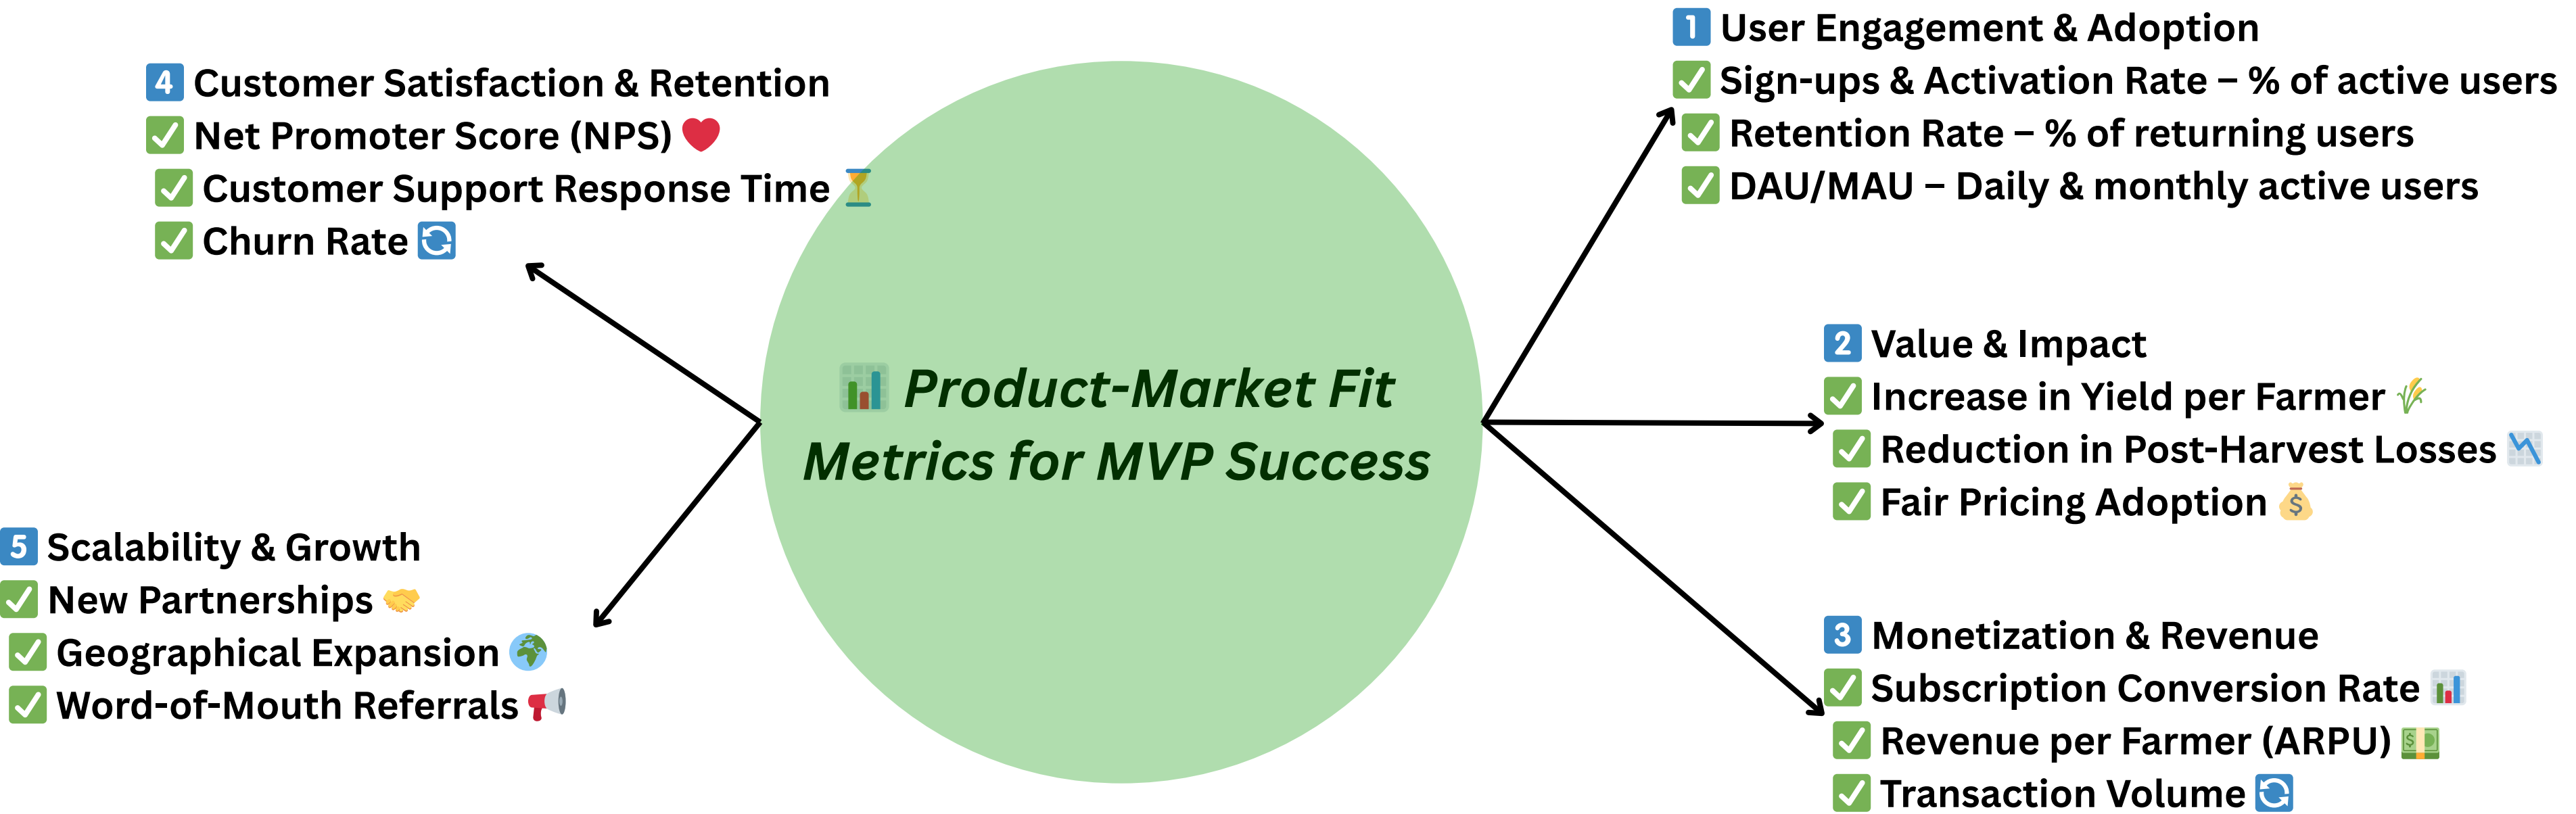 📊 Product-Market Fit
Metrics for MVP Success
1️⃣ User Engagement & Adoption
✅ Sign-ups & Activation Rate – % of active users
✅ Retention Rate – % of returning users
✅ DAU/MAU – Daily & monthly active users
2️⃣ Value & Impact
✅ Increase in Yield per Farmer 🌾
✅ Reduction in Post-Harvest Losses 📉
✅ Fair Pricing Adoption 💰
3️⃣ Monetization & Revenue
✅ Subscription Conversion Rate 📊
✅ Revenue per Farmer (ARPU) 💵
✅ Transaction Volume 🔄
4️⃣ Customer Satisfaction & Retention
✅ Net Promoter Score (NPS) ❤️
✅ Customer Support Response Time ⏳
✅ Churn Rate 🔄
5️⃣ Scalability & Growth
✅ New Partnerships 🤝
✅ Geographical Expansion 🌍
✅ Word-of-Mouth Referrals 📢